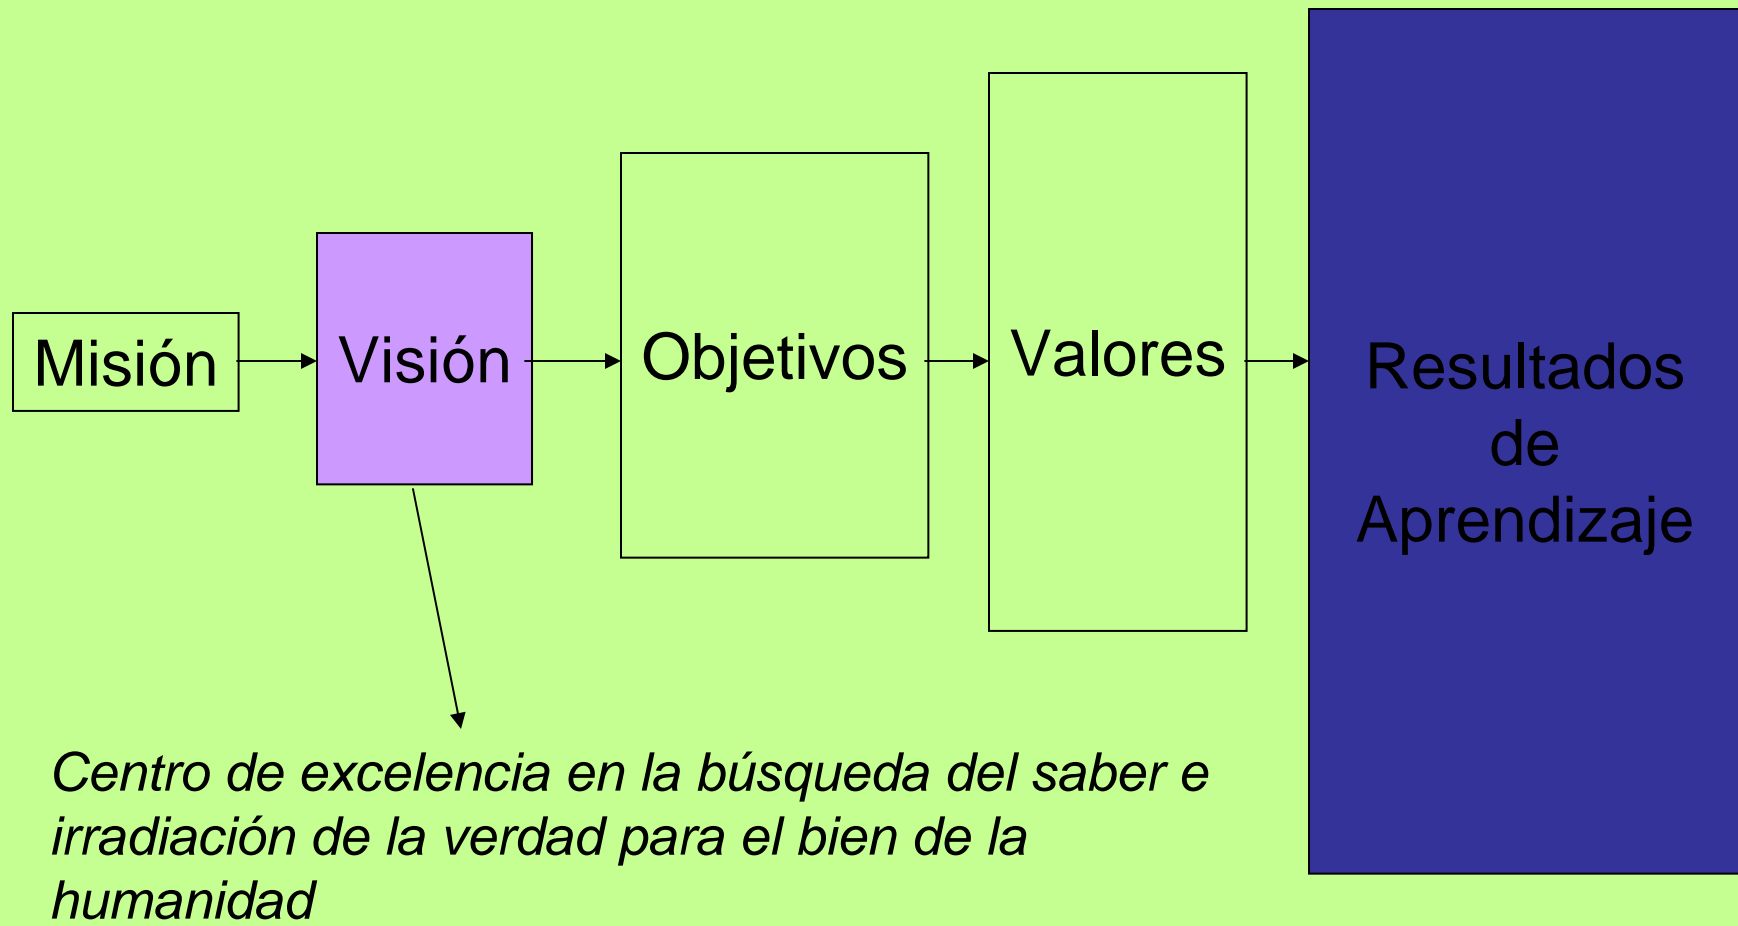 Misión
Visión
Objetivos
Valores
Resultados
de
Aprendizaje
Centro de excelencia en la búsqueda del saber e
irradiación de la verdad para el bien de la
humanidad